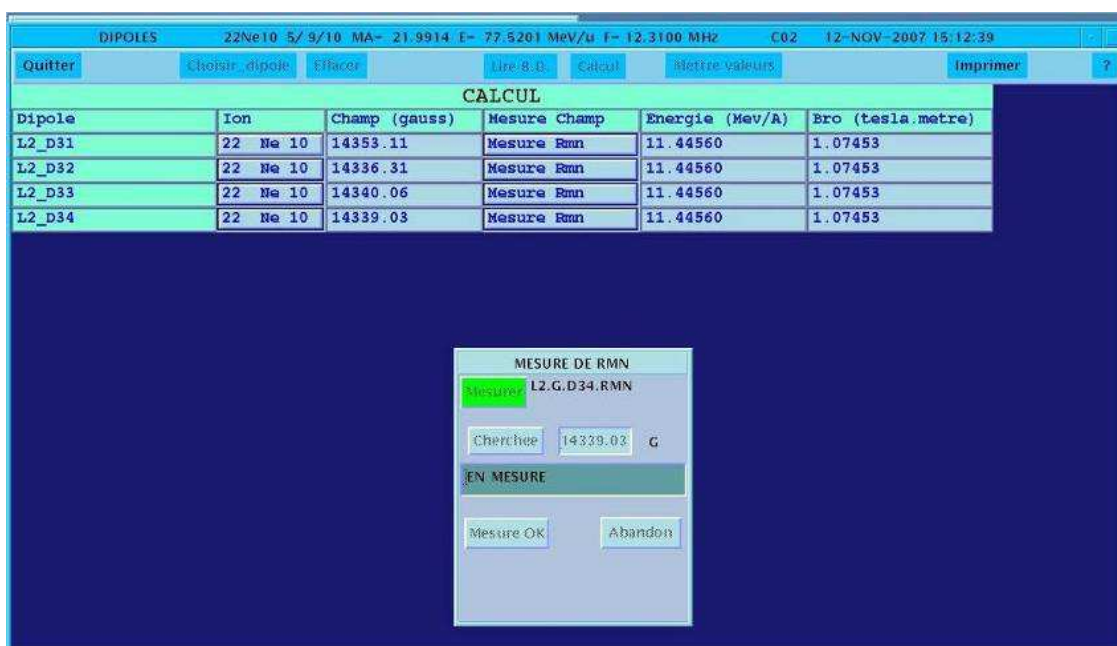 DIPOLES 22Ne10 5/ 9/10 MA= 21.9914 E= 77.5201 MeV/u F= 12.3100 MHz C02 12-NOV-2007 15:12:39
Quitter Choisir_dipole Effacer Lire B.D. Calcul Mettre valeurs Imprimer ?
CALCUL
Dipole Ion Champ (gauss) Mesure Champ Energie (Mev/A) Bro (tesla.metre)
L2_D31 22 Ne 10 14353.11 Mesure Rmn 11.44560 1.07453
L2_D32 22 Ne 10 14336.31 Mesure Rmn 11.44560 1.07453
L2_D33 22 Ne 10 14340.06 Mesure Rmn 11.44560 1.07453
L2_D34 22 Ne 10 14339.03 Mesure Rmn 11.44560 1.07453
MESURE DE RMN
Mesurer L2.G.D34.RMN
Cherchee 14339.03 G
EN MESURE
Mesure OK Abandon